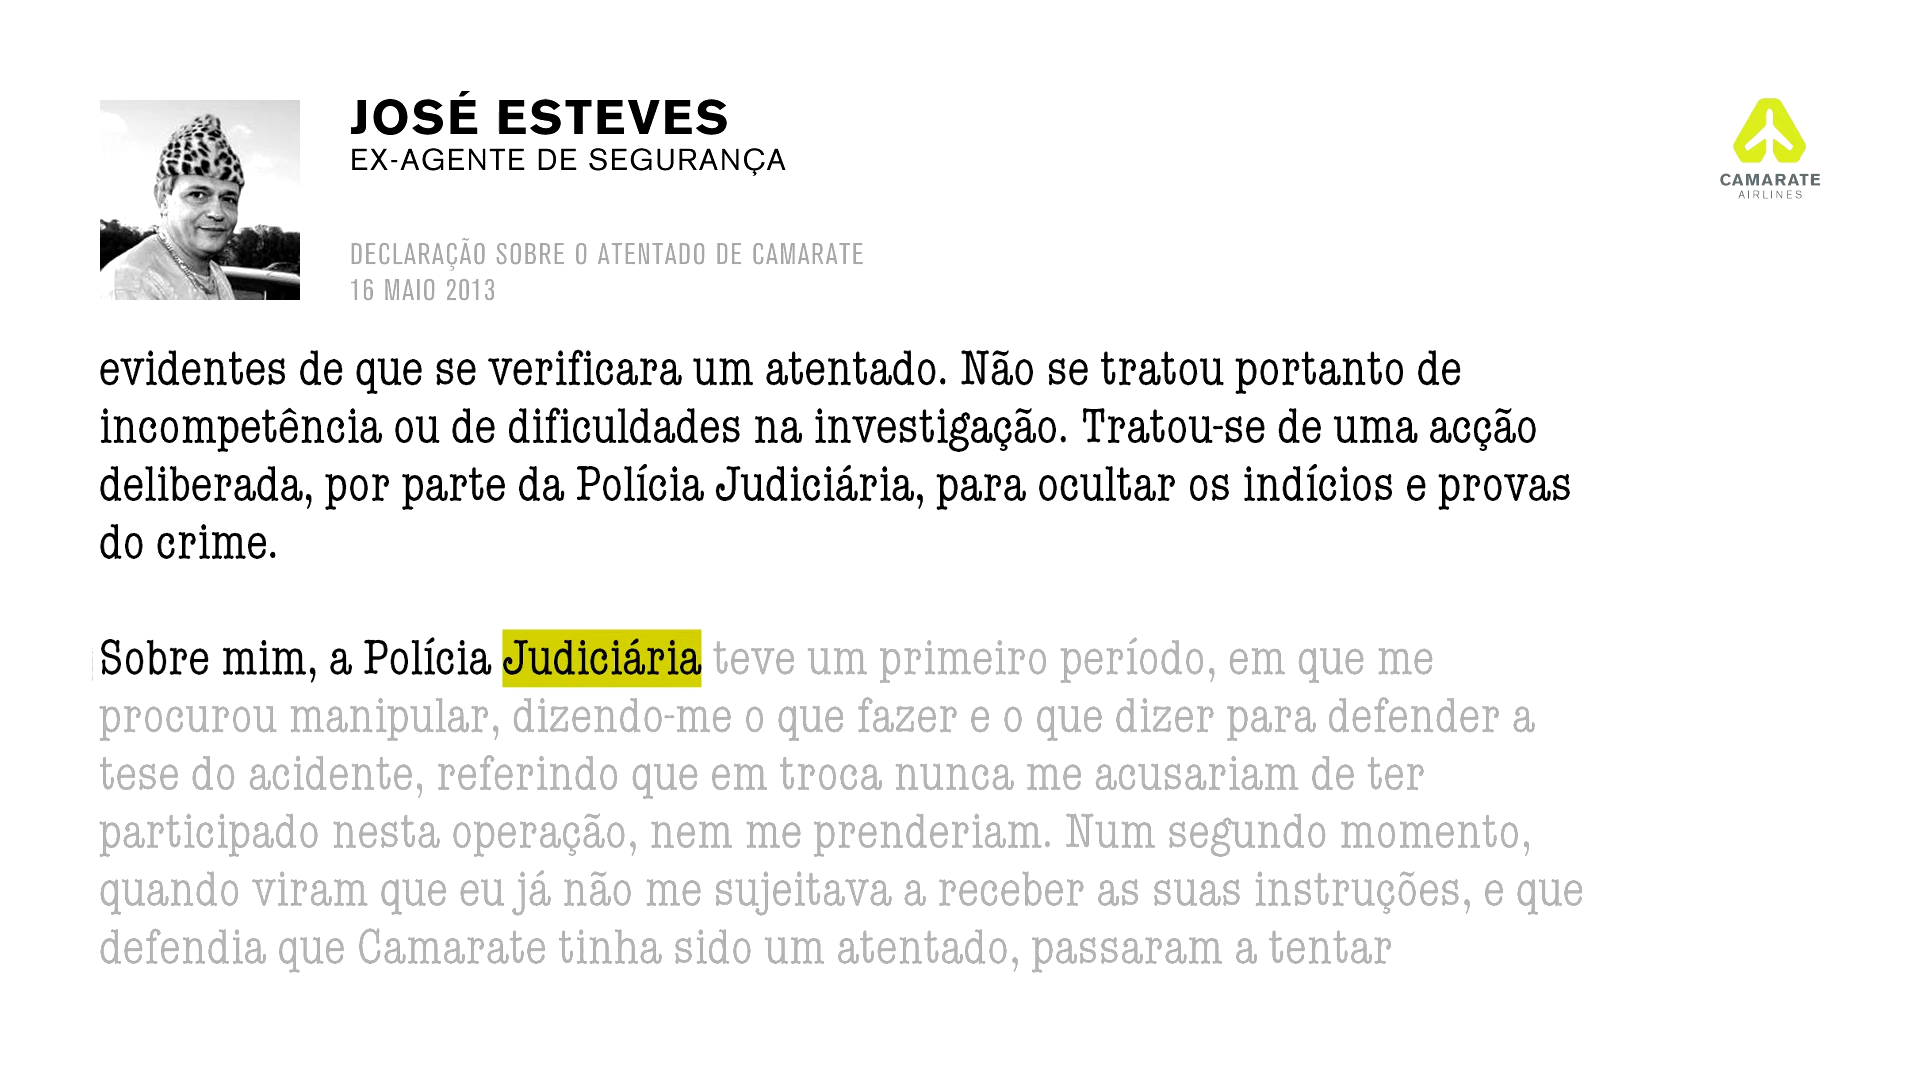 JOSÉ ESTEVES
EX-AGENTE DE SEGURANÇA
DECLARAÇÃO SOBRE O ATENTADO DE CAMARATE
16 MAIO 2013
CAMARATE
AIRLINES
evidentes de que se verificara um atentado. Não se tratou portanto de
incompetência ou de dificuldades na investigação. Tratou-se de uma acção
deliberada, por parte da Polícia Judiciária, para ocultar os indícios e provas
do crime.
Sobre mim, a Polícia Judiciária teve um primeiro período, em que me
procurou manipular, dizendo-me o que fazer e o que dizer para defender a
tese do acidente, referindo que em troca nunca me acusariam de ter
participado nesta operação, nem me prenderiam. Num segundo momento,
quando viram que eu já não me sujeitava a receber as suas instruções, e que
defendia que Camarate tinha sido um atentado, passaram a tentar